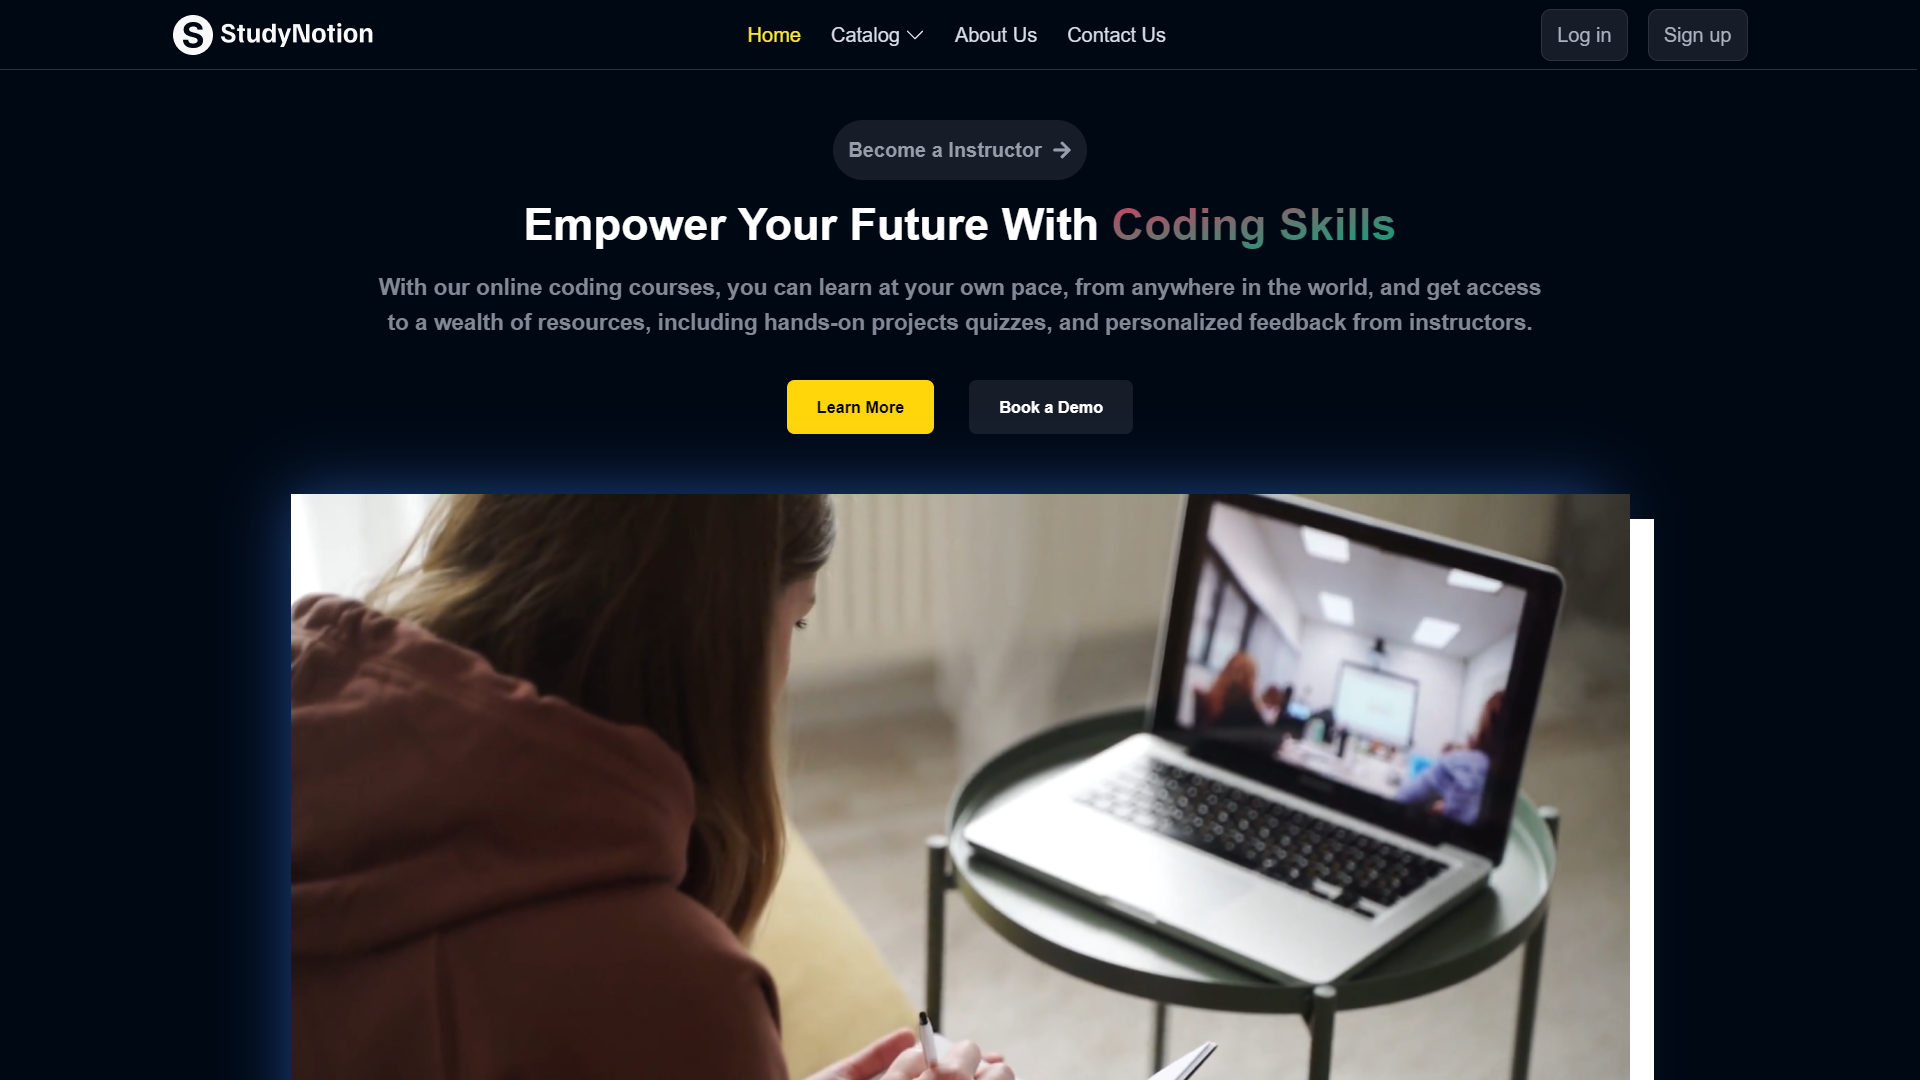 StudyNotion
Home
Catalog
About Us
Contact Us
Log in
Sign up
Become a Instructor
Empower Your Future With Coding Skills
With our online coding courses, you can learn at your own pace, from anywhere in the world, and get access
to a wealth of resources, including hands-on projects quizzes, and personalized feedback from instructors.
Learn More
Book a Demo